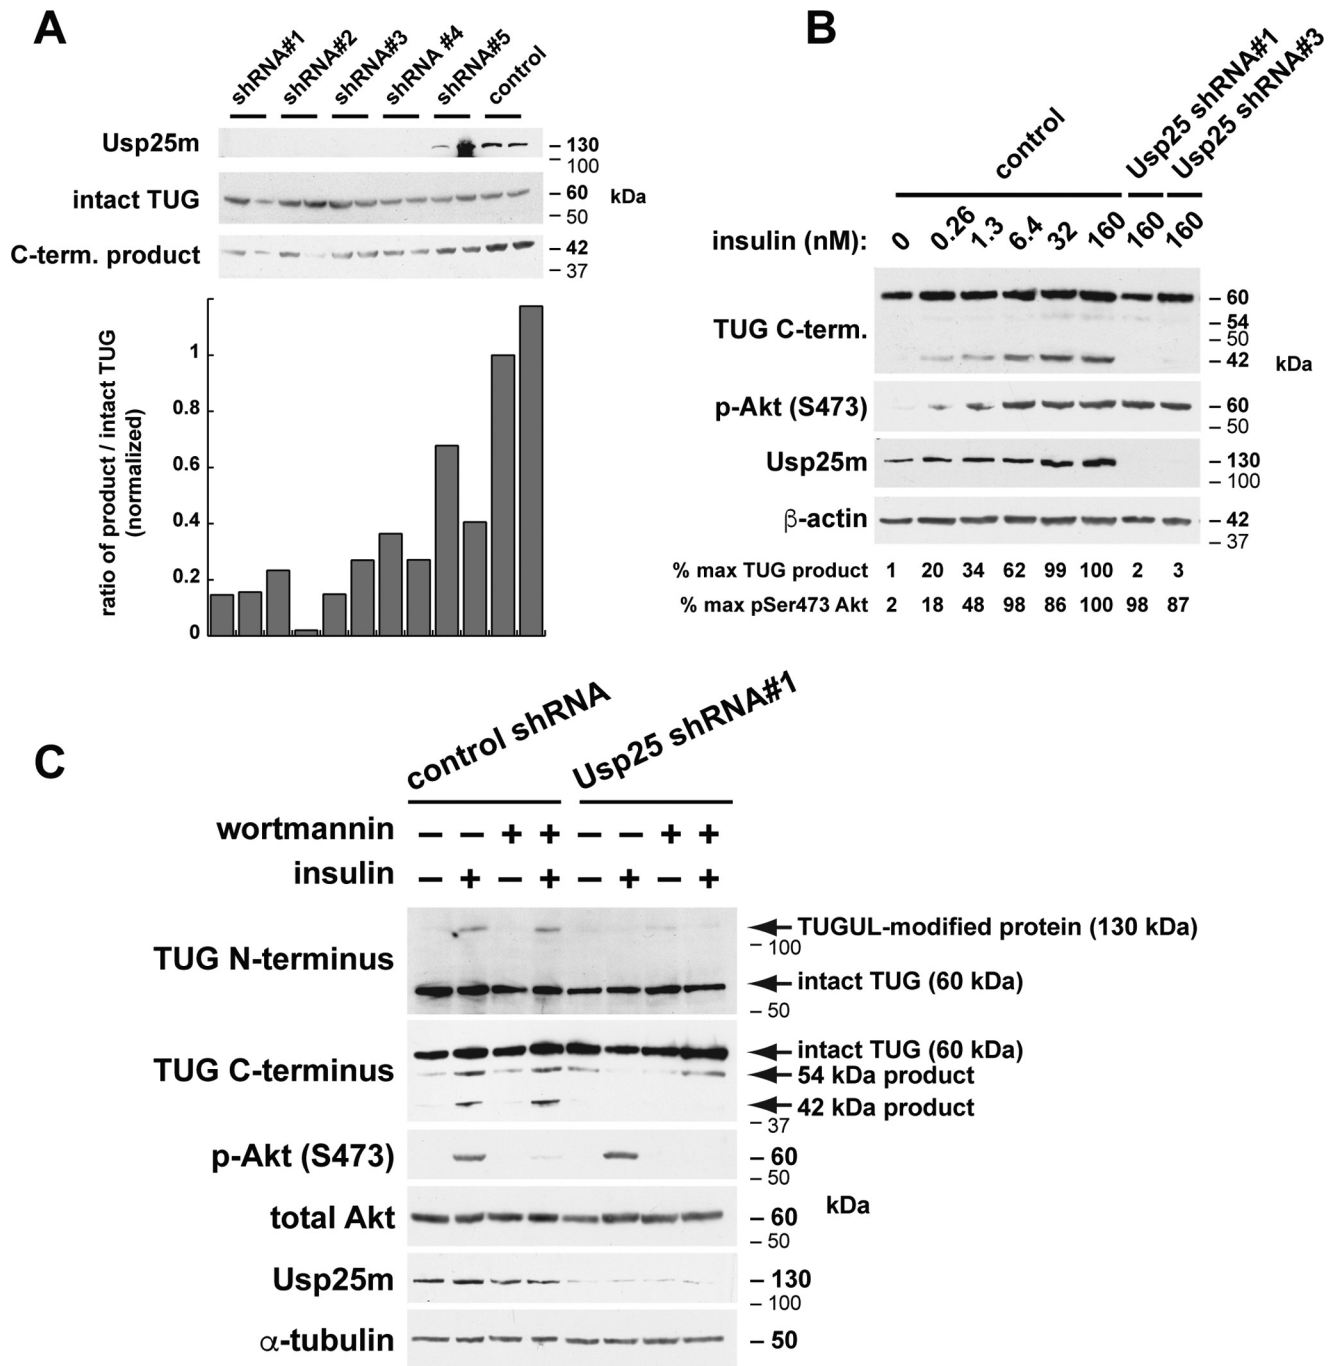 A
shRNA#1
shRNA#2
shRNA#3
shRNA #4
shRNA#5
control
Usp25m
– 130
– 100
intact TUG
– 60
kDa
– 50
C-term. product
– 42
– 37
ratio of product / intact TUG
(normalized)
1
0.8
0.6
0.4
0.2
0
B
control
Usp25 shRNA#1
Usp25 shRNA#3
insulin (nM): 0 0.26 1.3 6.4 32 160 160 160
TUG C-term.
– 60
– 54
– 50
– 42
kDa
p-Akt (S473)
– 60
– 50
Usp25m
– 130
– 100
β-actin
– 42
– 37
% max TUG product 1 20 34 62 99 100 2 3
% max pSer473 Akt 2 18 48 98 86 100 98 87
C
control shRNA
Usp25 shRNA#1
wortmannin – – + + – – + +
insulin – + – + – + – +
TUG N-terminus
TUGUL-modified protein (130 kDa)
– 100
intact TUG (60 kDa)
– 50
TUG C-terminus
intact TUG (60 kDa)
54 kDa product
42 kDa product
– 37
p-Akt (S473)
– 60
– 50
total Akt
– 60
kDa
– 50
Usp25m
– 130
– 100
α-tubulin
– 50